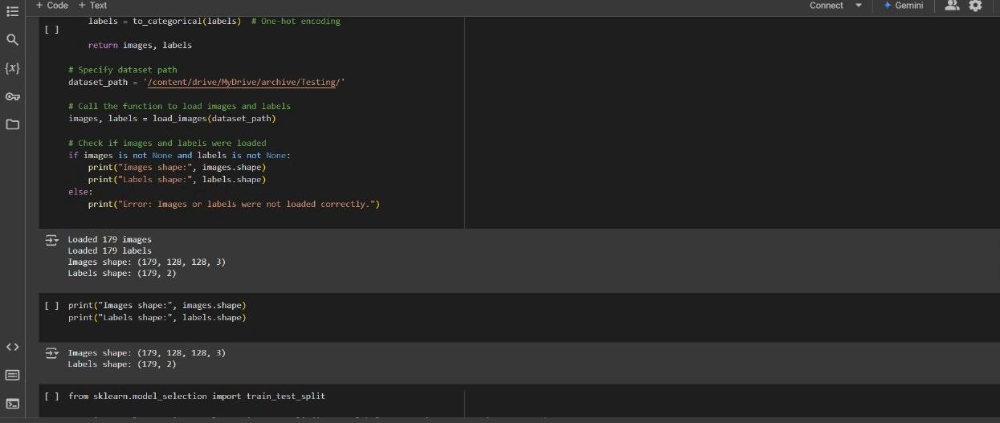 + Code + Text
Connect
Gemini
labels = to_categorical(labels) # One-hot encoding
[ ]
return images, labels
# Specify dataset path
dataset_path = '/content/drive/MyDrive/archive/Testing/'
# Call the function to load images and labels
images, labels = load_images(dataset_path)
# Check if images and labels were loaded
if images is not None and labels is not None:
print("Images shape:", images.shape)
print("Labels shape:", labels.shape)
else:
print("Error: Images or labels were not loaded correctly.")
Loaded 179 images
Loaded 179 labels
Images shape: (179, 128, 128, 3)
Labels shape: (179, 2)
[ ] print("Images shape:", images.shape)
print("Labels shape:", labels.shape)
Images shape: (179, 128, 128, 3)
Labels shape: (179, 2)
[ ] from sklearn.model_selection import train_test_split